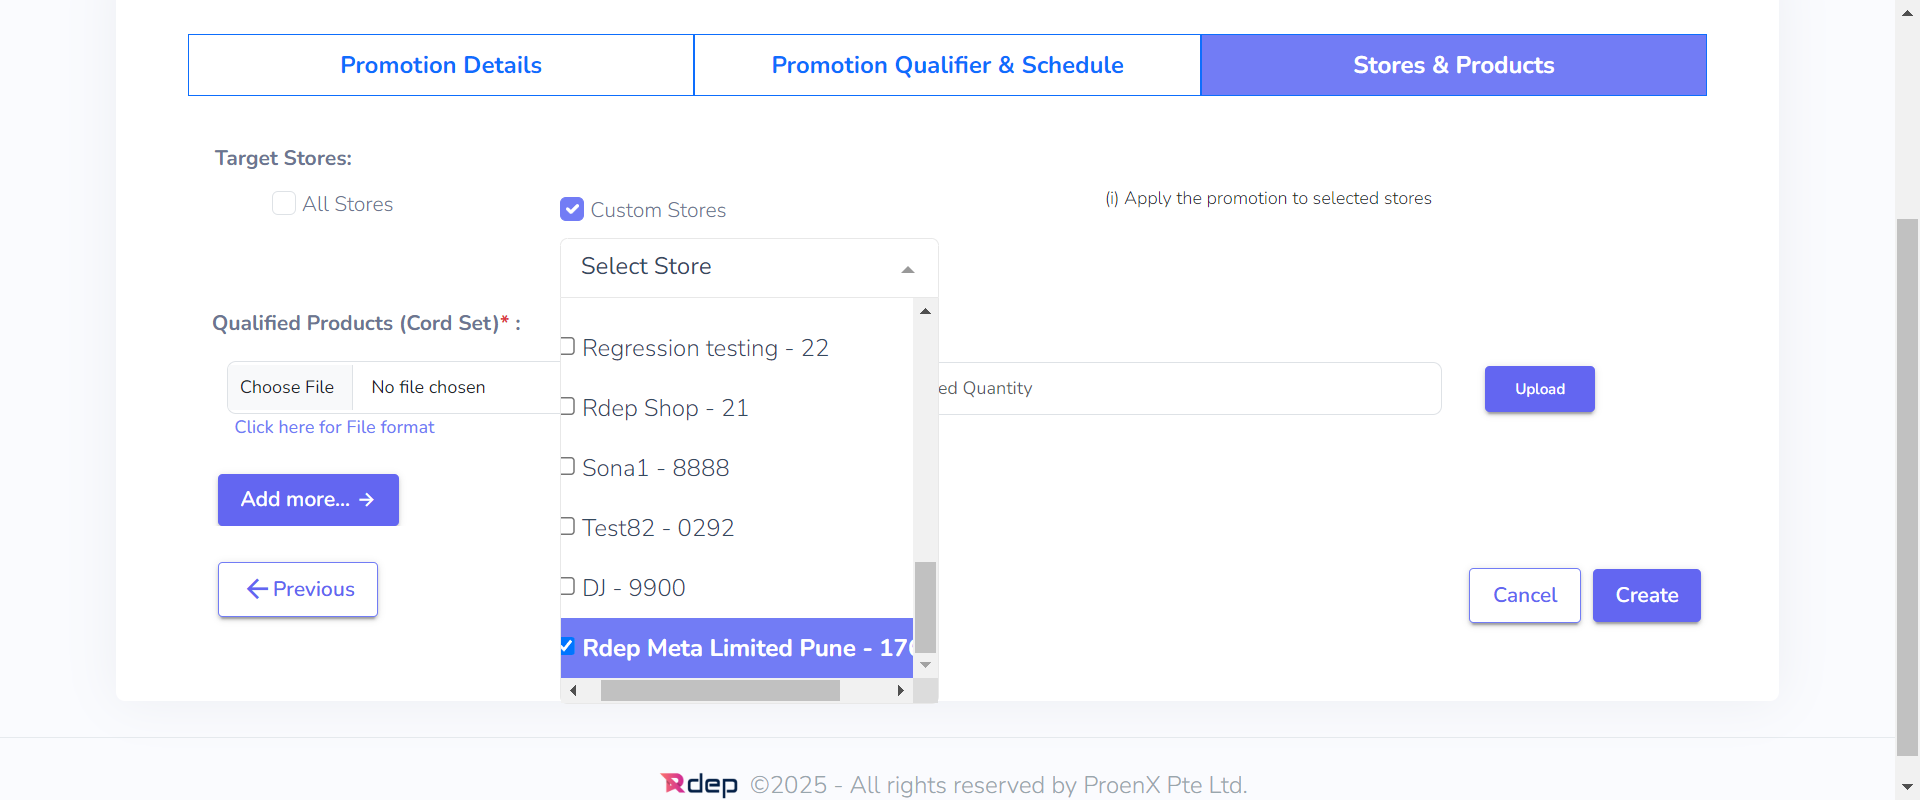 Promotion Details
Promotion Qualifier & Schedule
Stores & Products
Target Stores:
All Stores
Custom Stores
(i) Apply the promotion to selected stores
Select Store
Qualified Products (Cord Set)* :
Regression testing - 22
Choose File
No file chosen
ed Quantity
Upload
Rdep Shop - 21
Click here for File format
Sona1 - 8888
Add more...
Test82 - 0292
DJ - 9900
Previous
Cancel
Create
Rdep Meta Limited Pune - 17
Rdep
©2025 - All rights reserved by ProenX Pte Ltd.